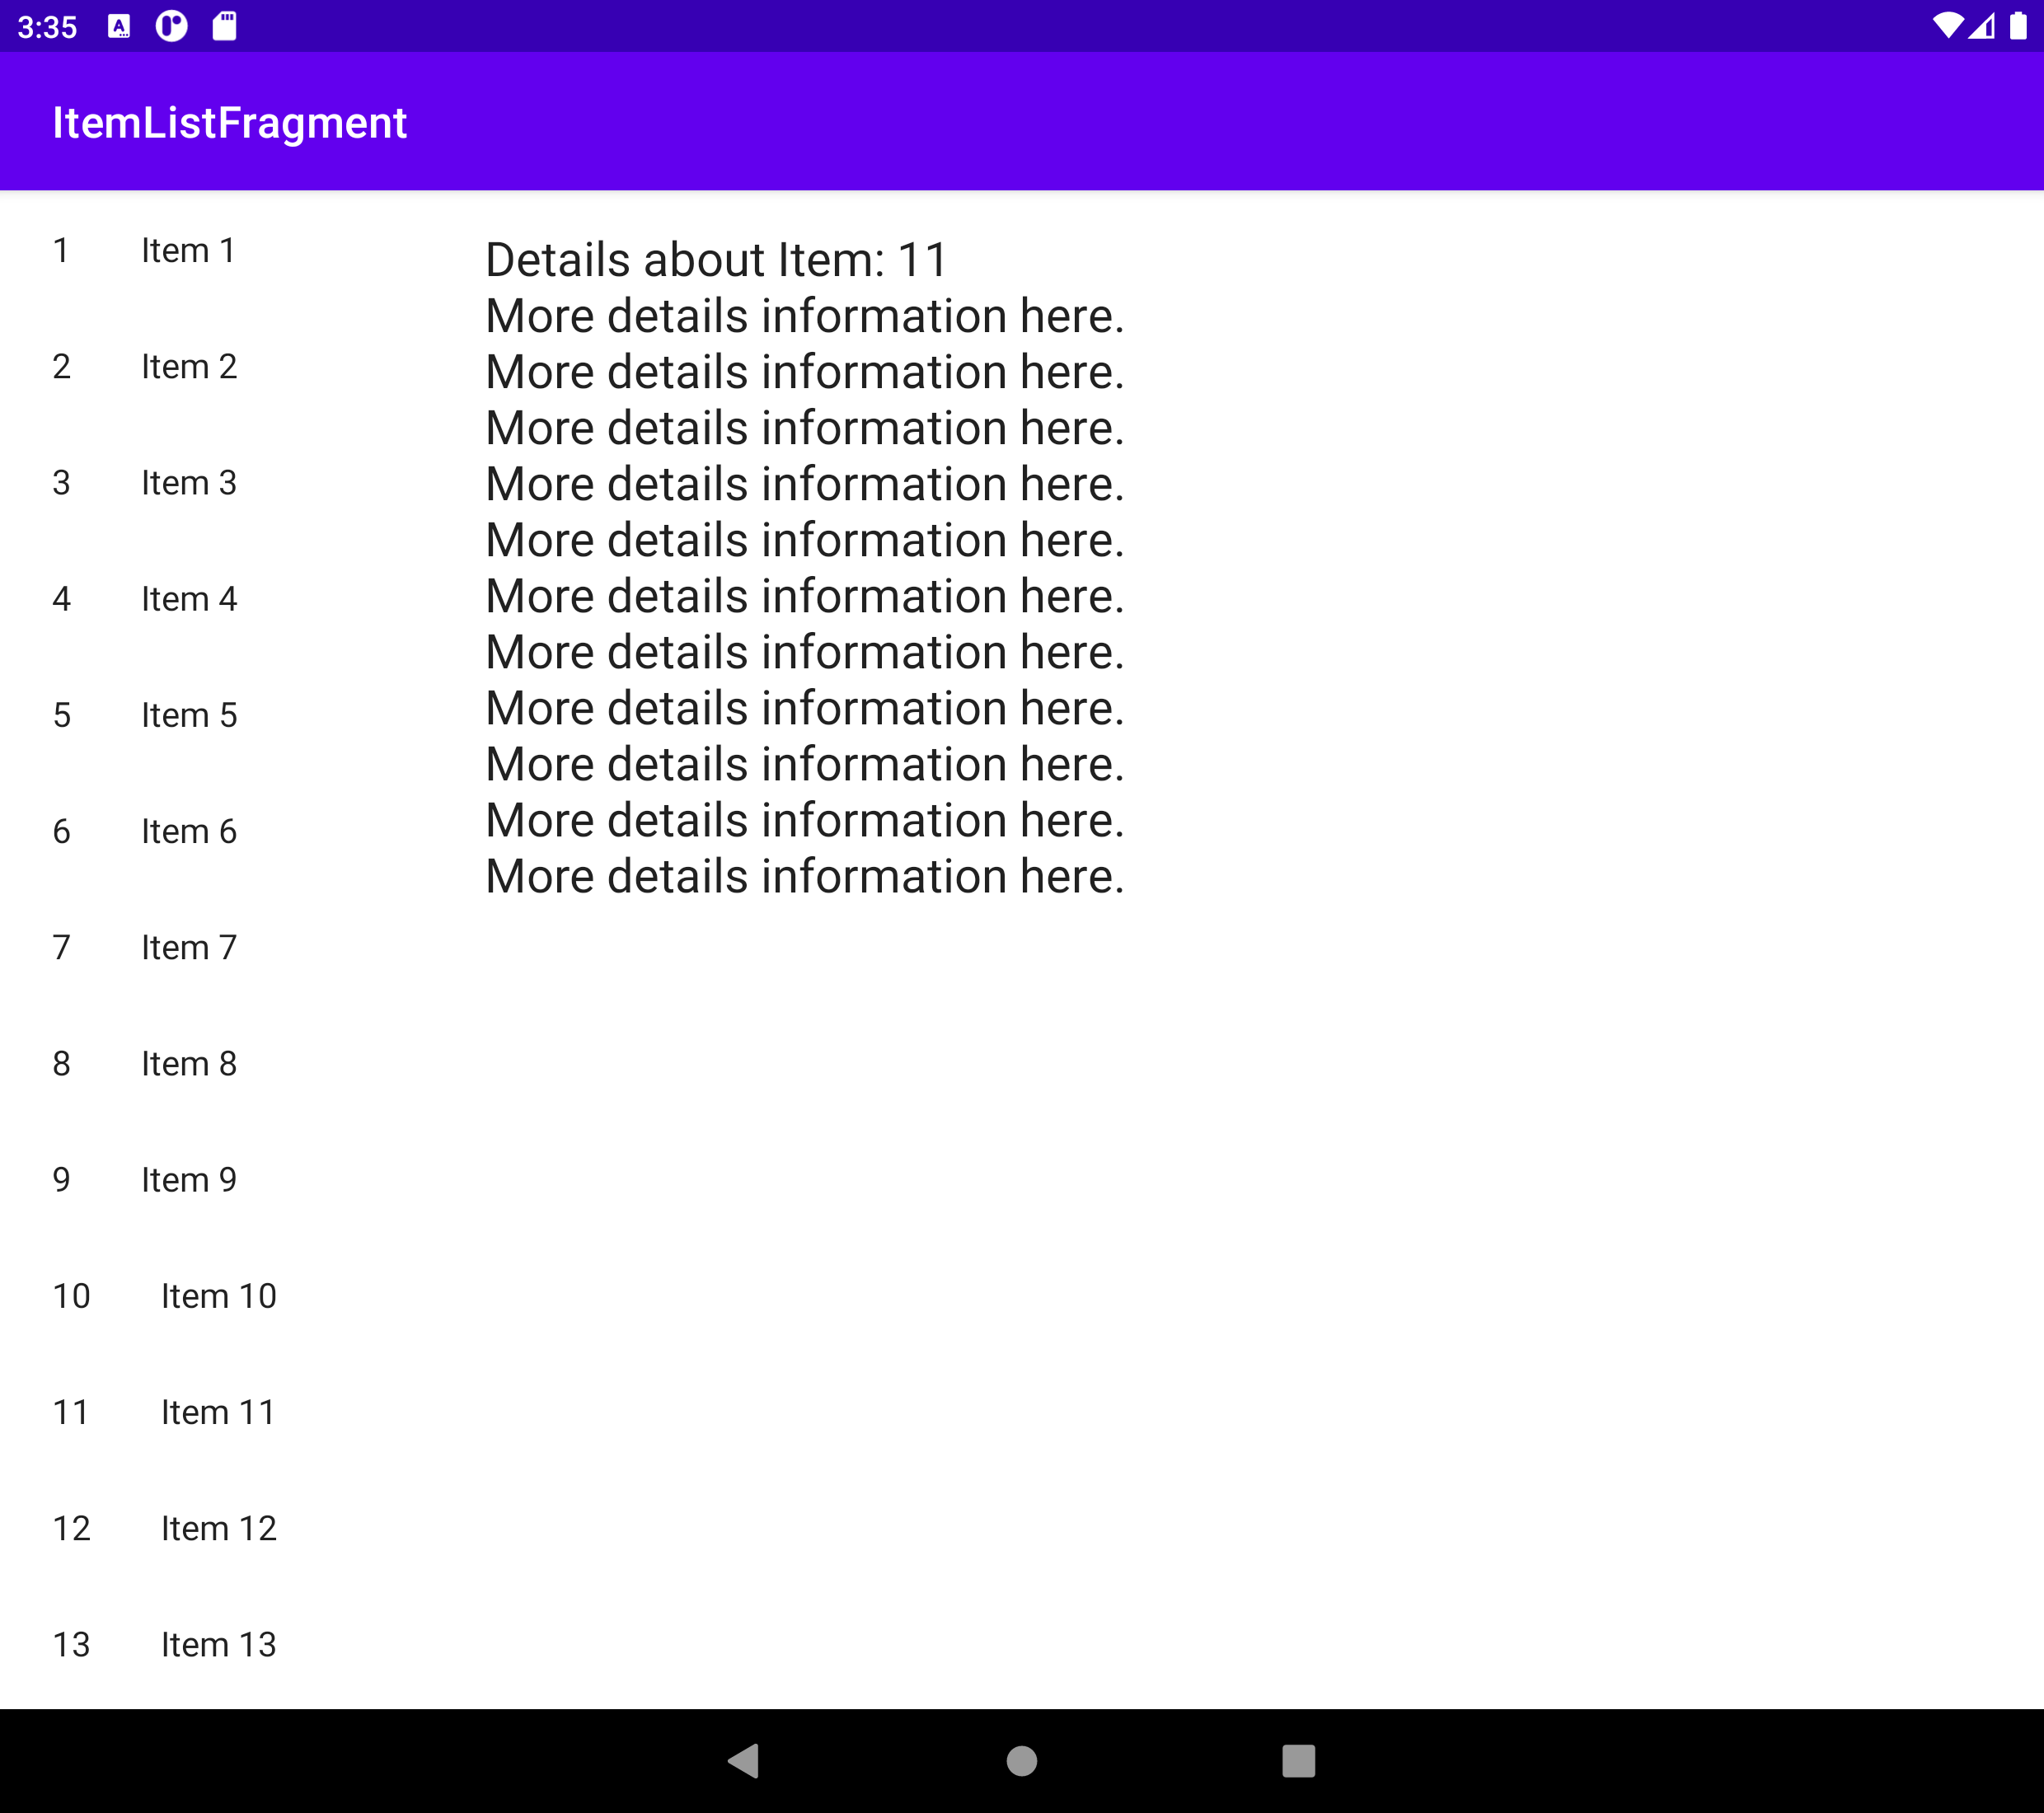 3:35
ItemListFragment
1 Item 1
2 Item 2
3 Item 3
4 Item 4
5 Item 5
6 Item 6
7 Item 7
8 Item 8
9 Item 9
10 Item 10
11 Item 11
12 Item 12
13 Item 13
Details about Item: 11
More details information here.
More details information here.
More details information here.
More details information here.
More details information here.
More details information here.
More details information here.
More details information here.
More details information here.
More details information here.
More details information here.